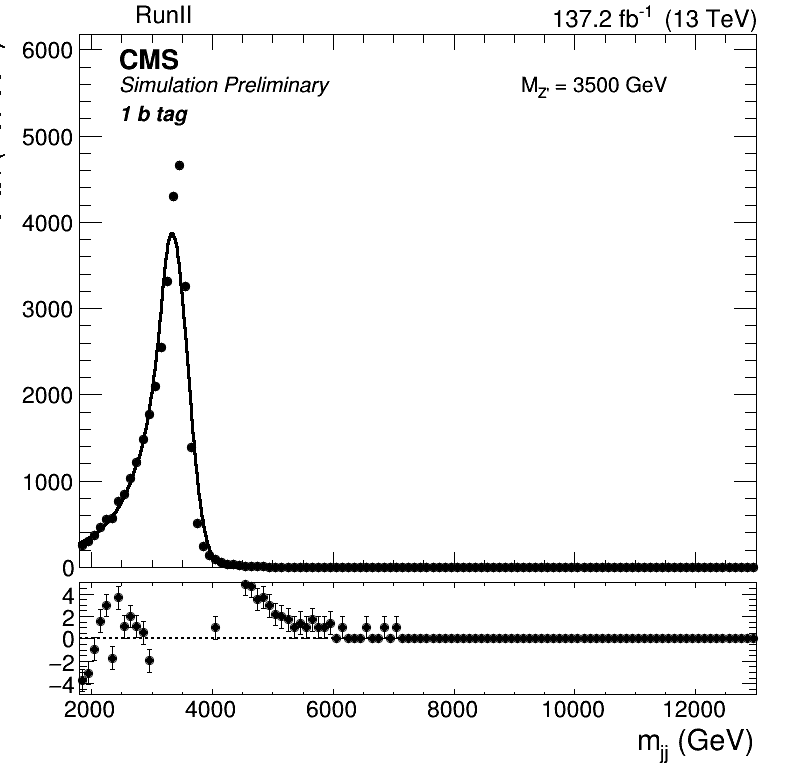 RunII
137.2 fb⁻¹ (13 TeV)
CMS
Simulation Preliminary
M_Z' = 3500 GeV
1 b tag
6000
5000
4000
3000
2000
1000
0
4
2
0
−2
−4
2000 4000 6000 8000 10000 12000
m_jj (GeV)